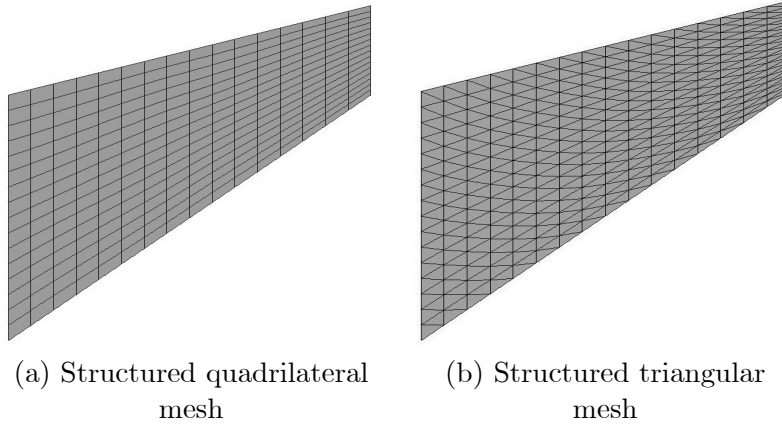 (a) Structured quadrilateral
mesh
(b) Structured triangular
mesh